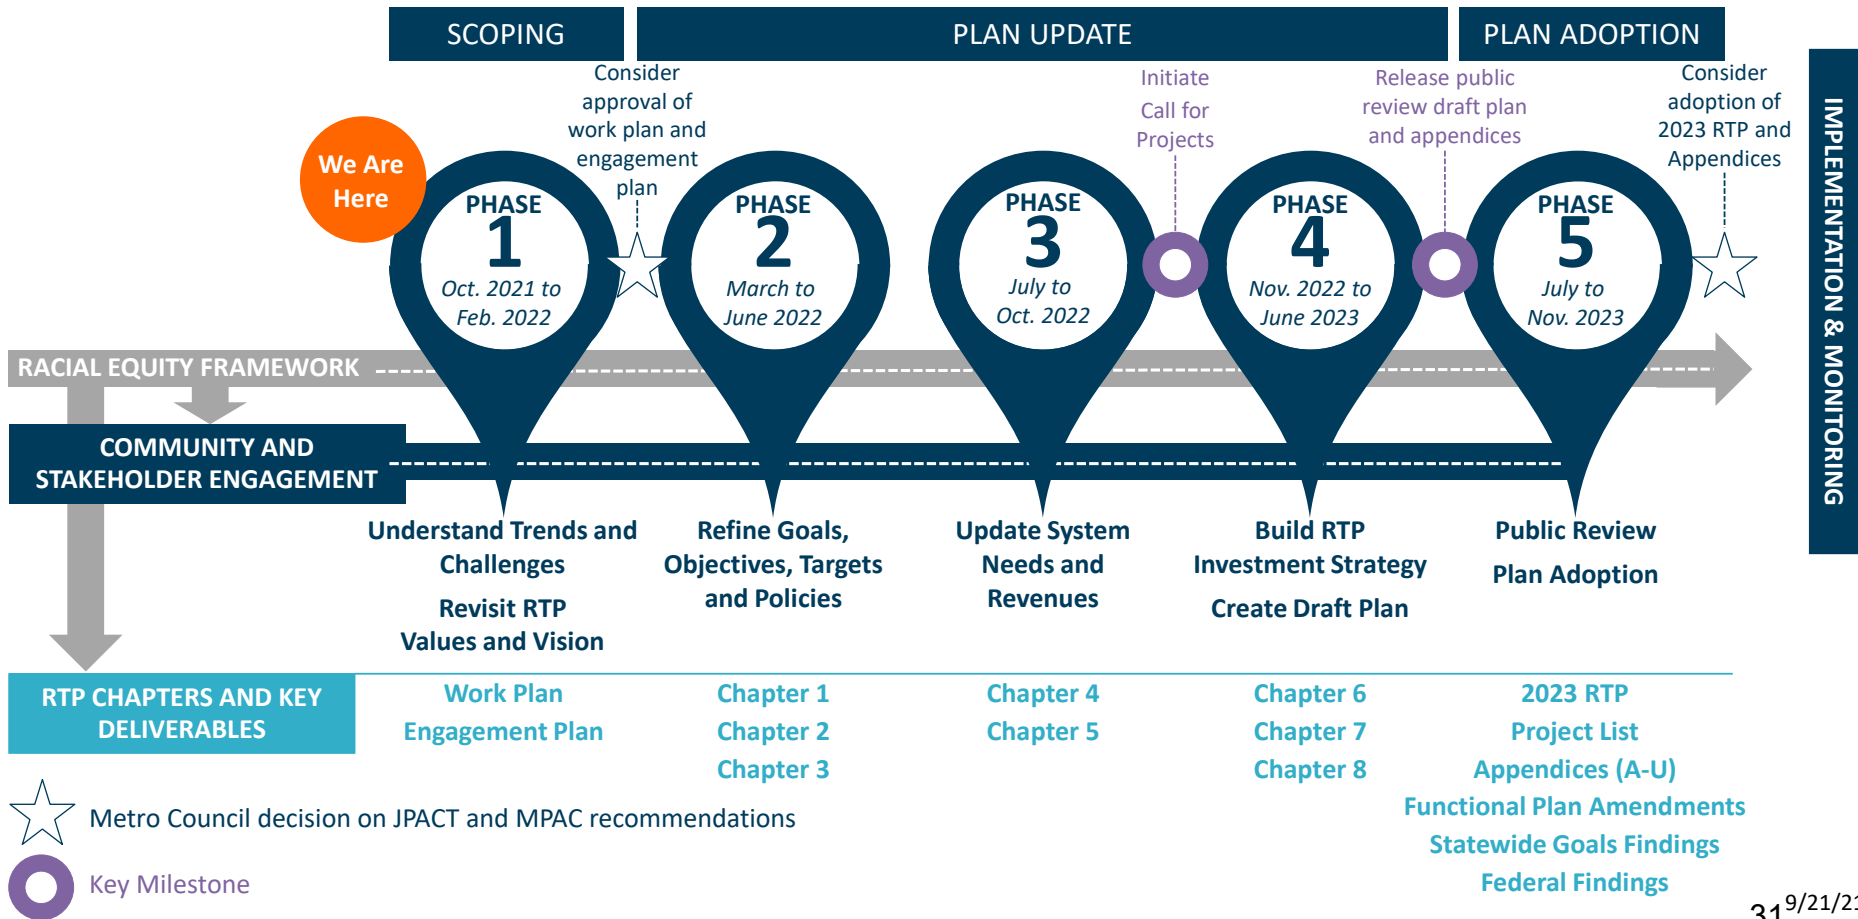 SCOPING
PLAN UPDATE
PLAN ADOPTION
Consider
approval of
work plan and
engagement
plan
Initiate
Call for
Projects
Release public
review draft plan
and appendices
Consider
adoption of
2023 RTP and
Appendices
IMPLEMENTATION & MONITORING
We Are
Here
PHASE
1
Oct. 2021 to
Feb. 2022
PHASE
2
March to
June 2022
PHASE
3
July to
Oct. 2022
PHASE
4
Nov. 2022 to
June 2023
PHASE
5
July to
Nov. 2023
RACIAL EQUITY FRAMEWORK
COMMUNITY AND
STAKEHOLDER ENGAGEMENT
Understand Trends and
Challenges
Revisit RTP
Values and Vision
Refine Goals,
Objectives, Targets
and Policies
Update System
Needs and
Revenues
Build RTP
Investment Strategy
Create Draft Plan
Public Review
Plan Adoption
RTP CHAPTERS AND KEY
DELIVERABLES
Work Plan
Engagement Plan
Chapter 1
Chapter 2
Chapter 3
Chapter 4
Chapter 5
Chapter 6
Chapter 7
Chapter 8
2023 RTP
Project List
Appendices (A-U)
Functional Plan Amendments
Statewide Goals Findings
Federal Findings
Metro Council decision on JPACT and MPAC recommendations
Key Milestone
31
9/21/21